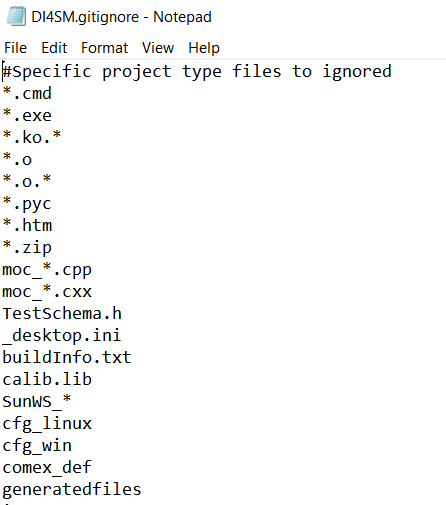 DI4SM.gitignore - Notepad
File Edit Format View Help
#Specific project type files to ignored
*.cmd
*.exe
*.ko.*
*.o
*.o.*
*.pyc
*.htm
*.zip
moc_*.cpp
moc_*.cxx
TestSchema.h
_desktop.ini
buildInfo.txt
calib.lib
SunWS_*
cfg_linux
cfg_win
comex_def
generatedfiles